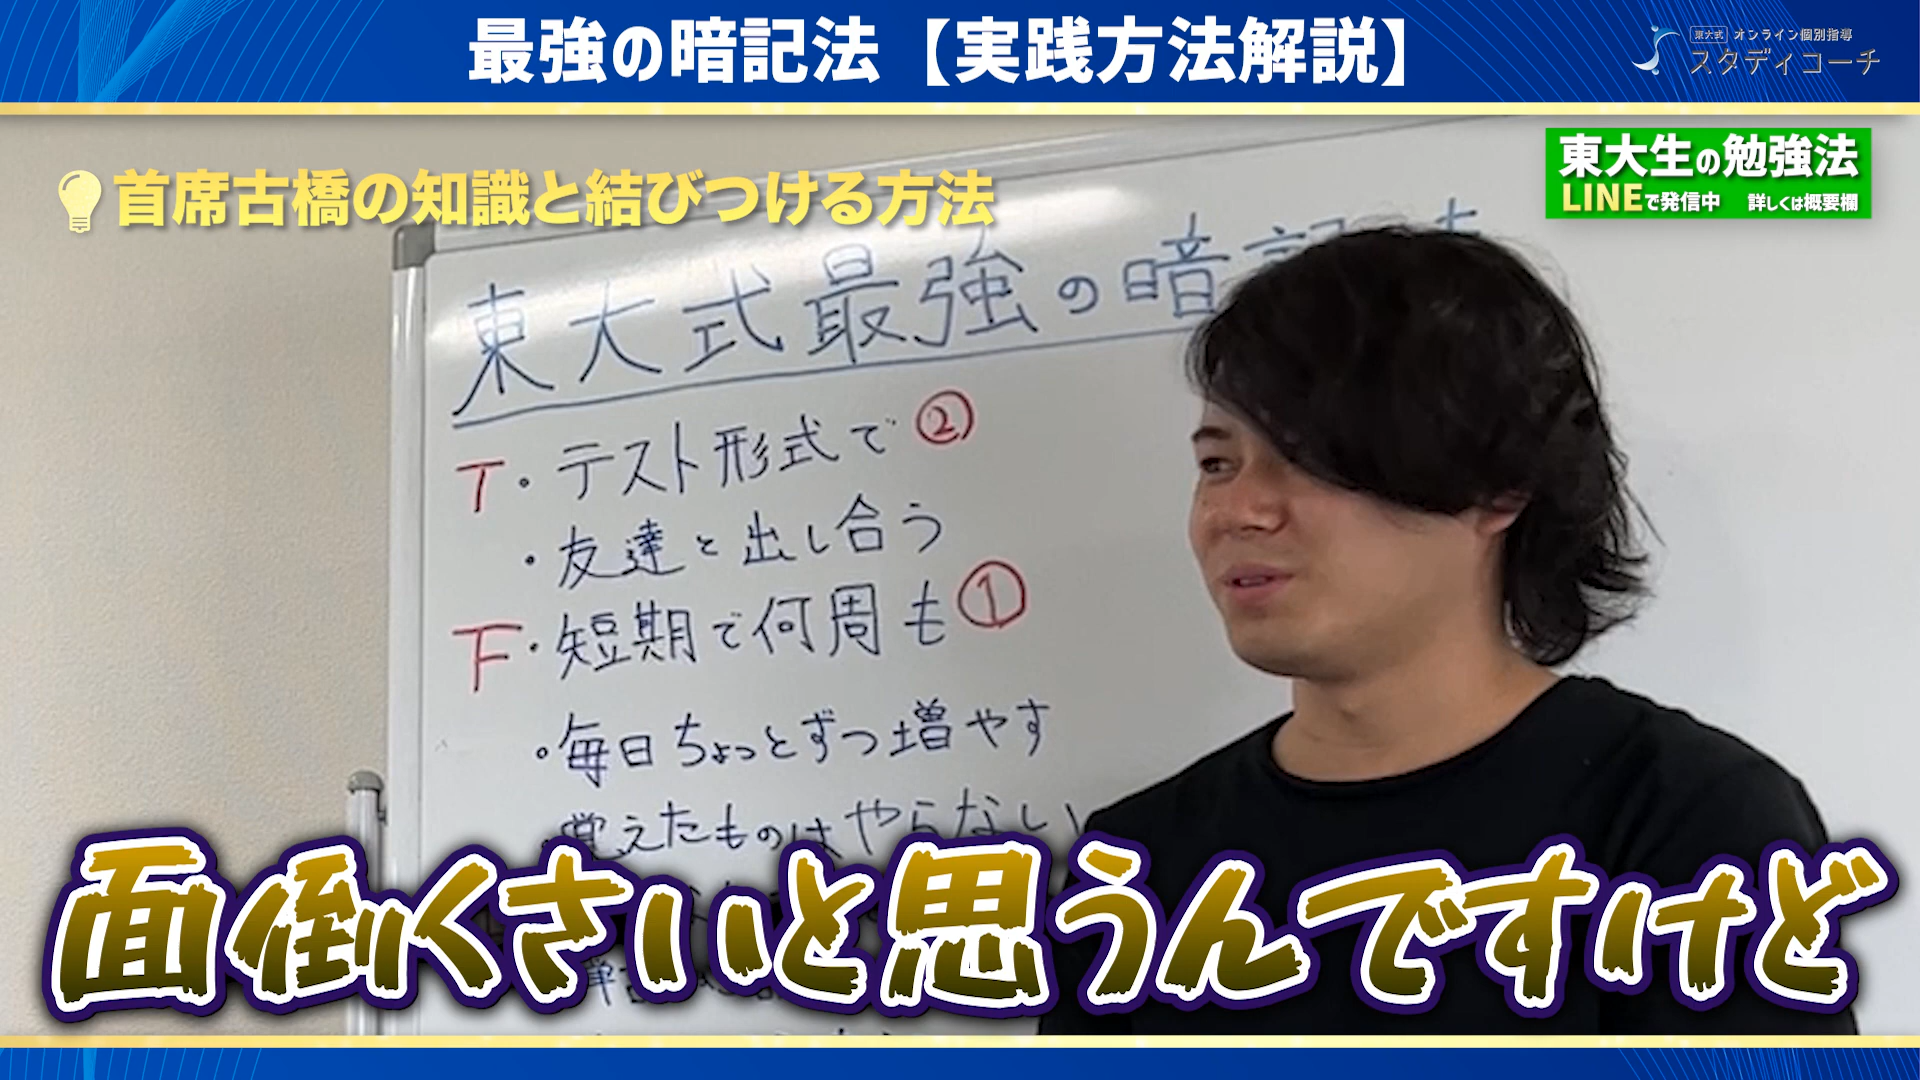 最強の暗記法【実践方法解説】
東大式 オンライン個別指導
スタディコーチ
東大生の勉強法
LINEで発信中 詳しくは概要欄
首席古橋の知識と結びつける方法
東大式最強の暗
T・テスト形式で②
・友達と出し合う
F・短期で何周も①
・毎日ちょっとずつ増やす
覚えたものはやらない
面倒くさいと思うんですけど